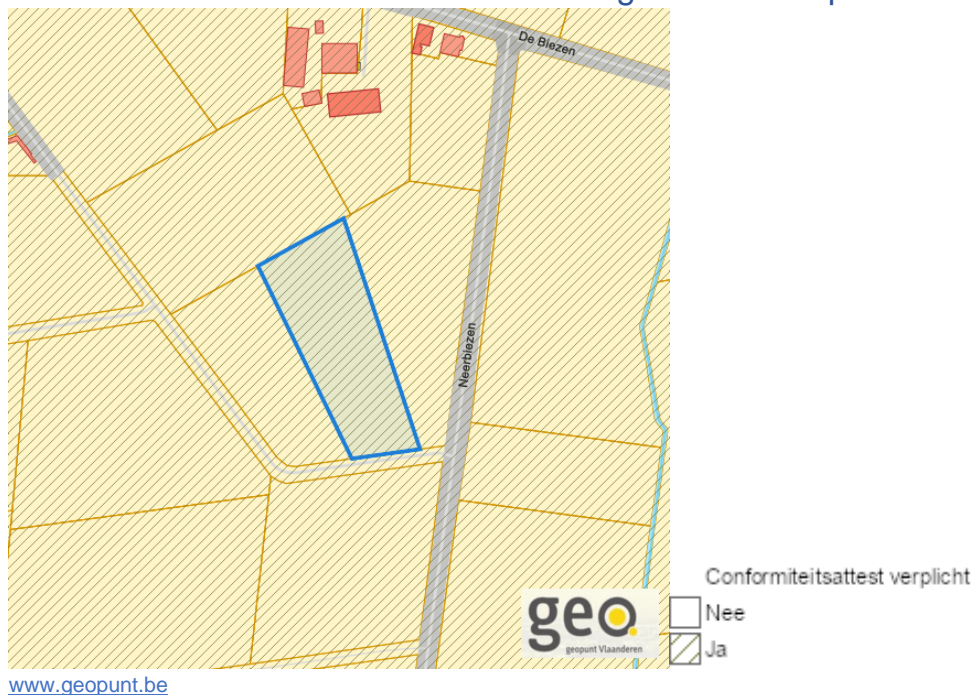 De Biezen
Neerbiezen
Conformiteitsattest verplicht
Nee
Ja
geo
geopunt Vlaanderen
www.geopunt.be